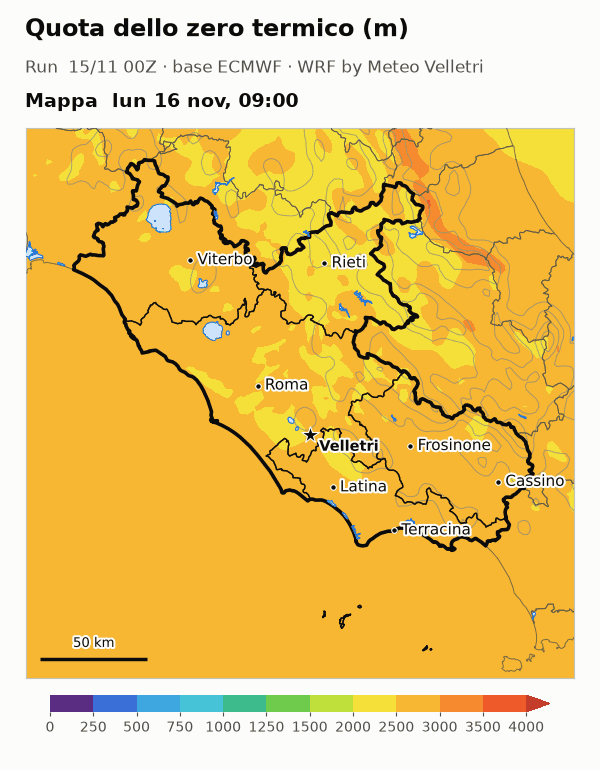 Quota dello zero termico (m)
Run  15/11 00Z · base ECMWF · WRF by Meteo Velletri
Mappa  lun 16 nov, 09:00
Viterbo
Rieti
Roma
Velletri
Frosinone
Cassino
Latina
Terracina
50 km
0 250 500 750 1000 1250 1500 2000 2500 3000 3500 4000